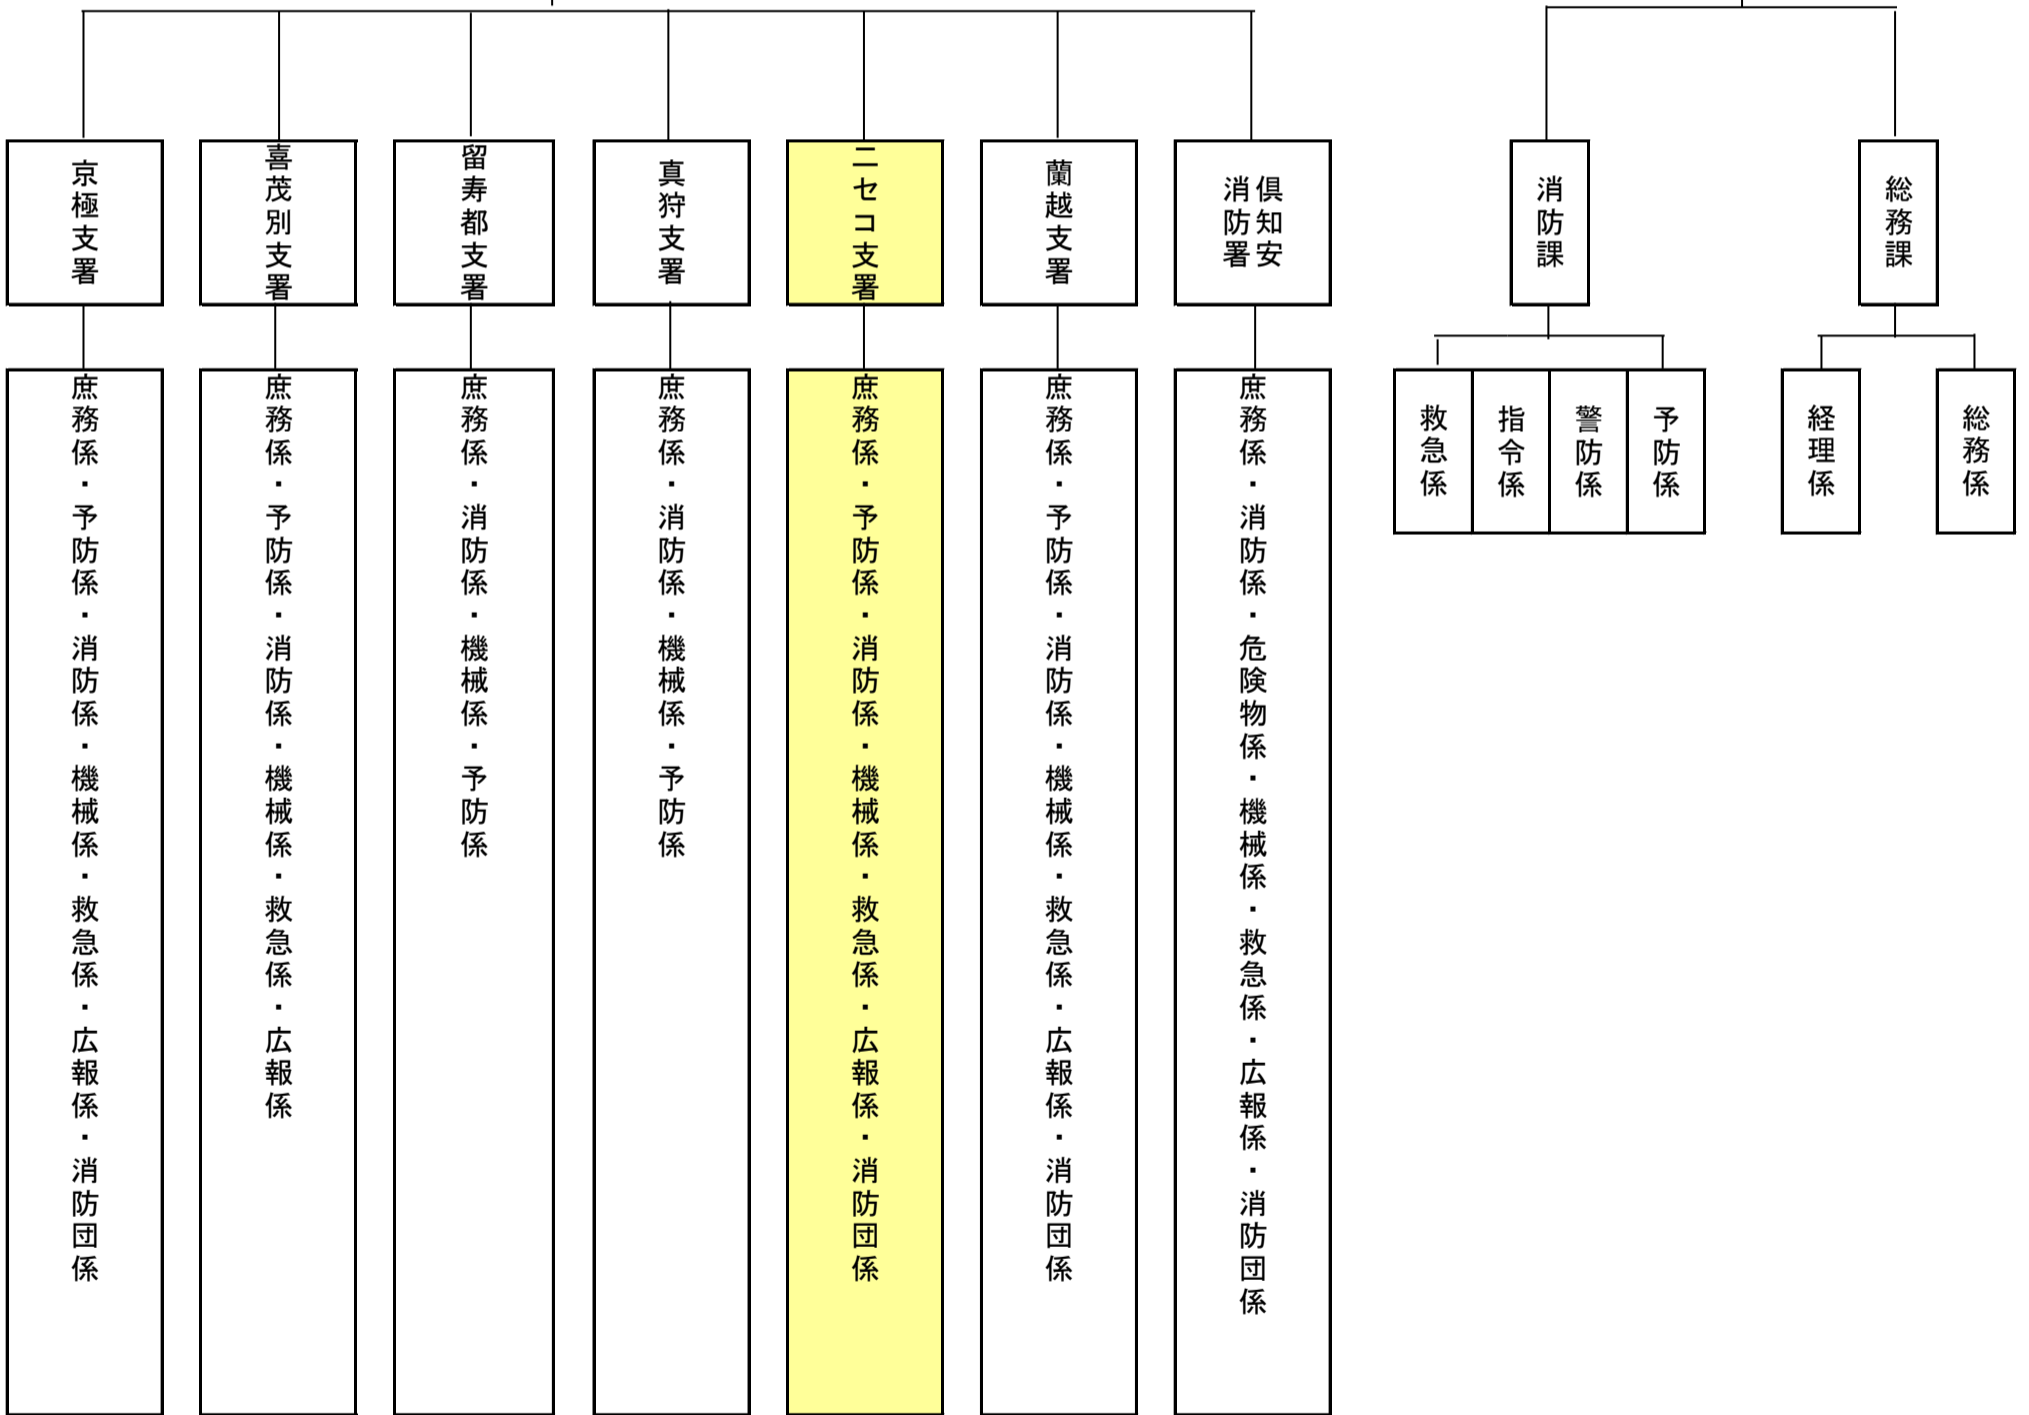 総務課
消防課
倶知安
消防署
蘭越支署
ニセコ支署
真狩支署
留寿都支署
喜茂別支署
京極支署
総務係
経理係
予防係
警防係
指令係
救急係
庶務係・消防係・危険物係・機械係・救急係・広報係・消防団係
庶務係・予防係・消防係・機械係・救急係・広報係・消防団係
庶務係・予防係・消防係・機械係・救急係・広報係・消防団係
庶務係・消防係・機械係・予防係
庶務係・消防係・機械係・予防係
庶務係・予防係・消防係・機械係・救急係・広報係
庶務係・予防係・消防係・機械係・救急係・広報係・消防団係